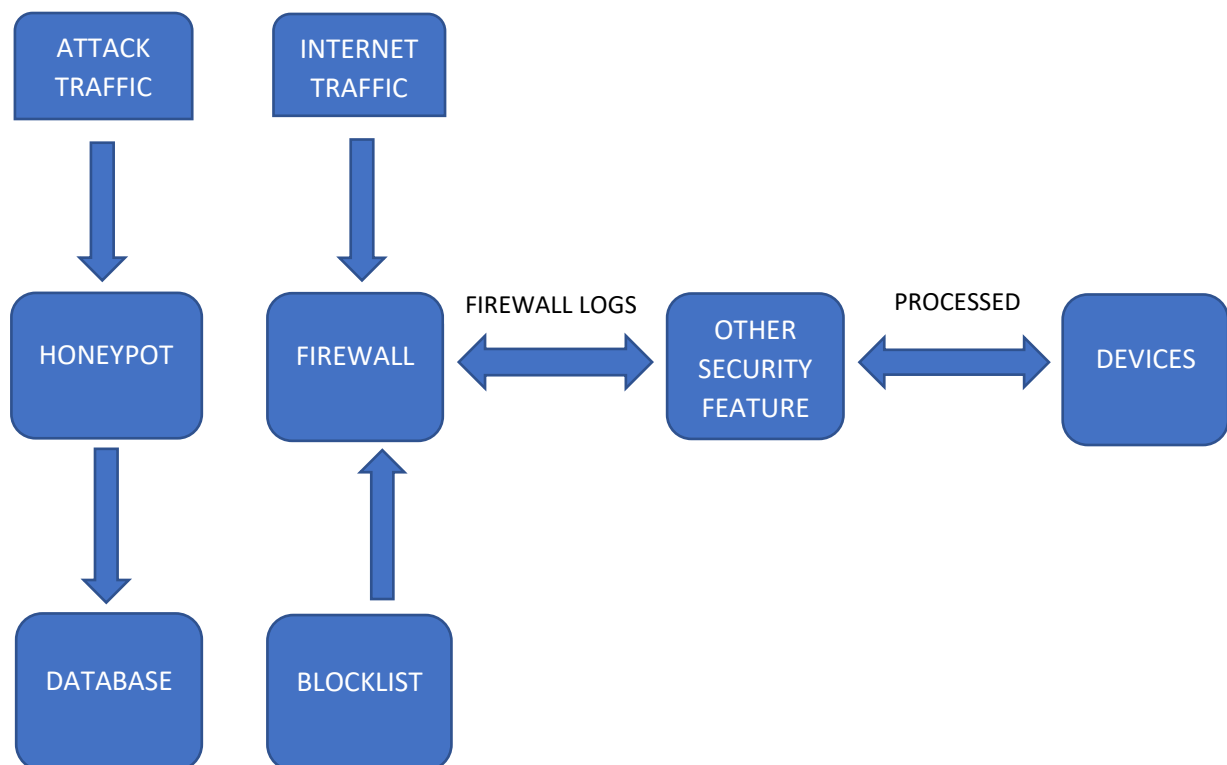 ATTACK
TRAFFIC
INTERNET
TRAFFIC
HONEYPOT
FIREWALL
FIREWALL LOGS
OTHER
SECURITY
FEATURE
PROCESSED
DEVICES
DATABASE
BLOCKLIST